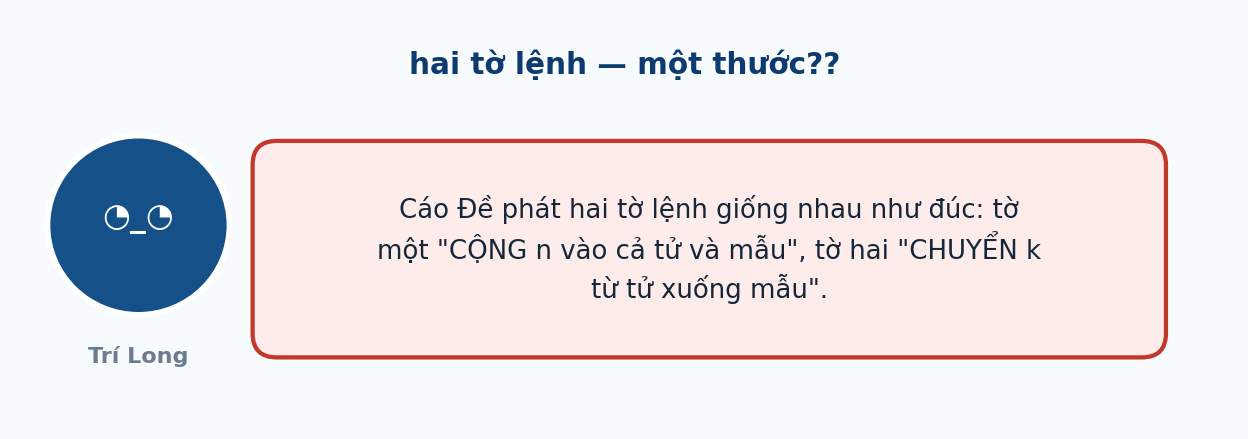 hai tờ lệnh — một thước??
Cáo Đề phát hai tờ lệnh giống nhau như đúc: tờ
một "CỘNG n vào cả tử và mẫu", tờ hai "CHUYỂN k
từ tử xuống mẫu".
◔_◔
Trí Long